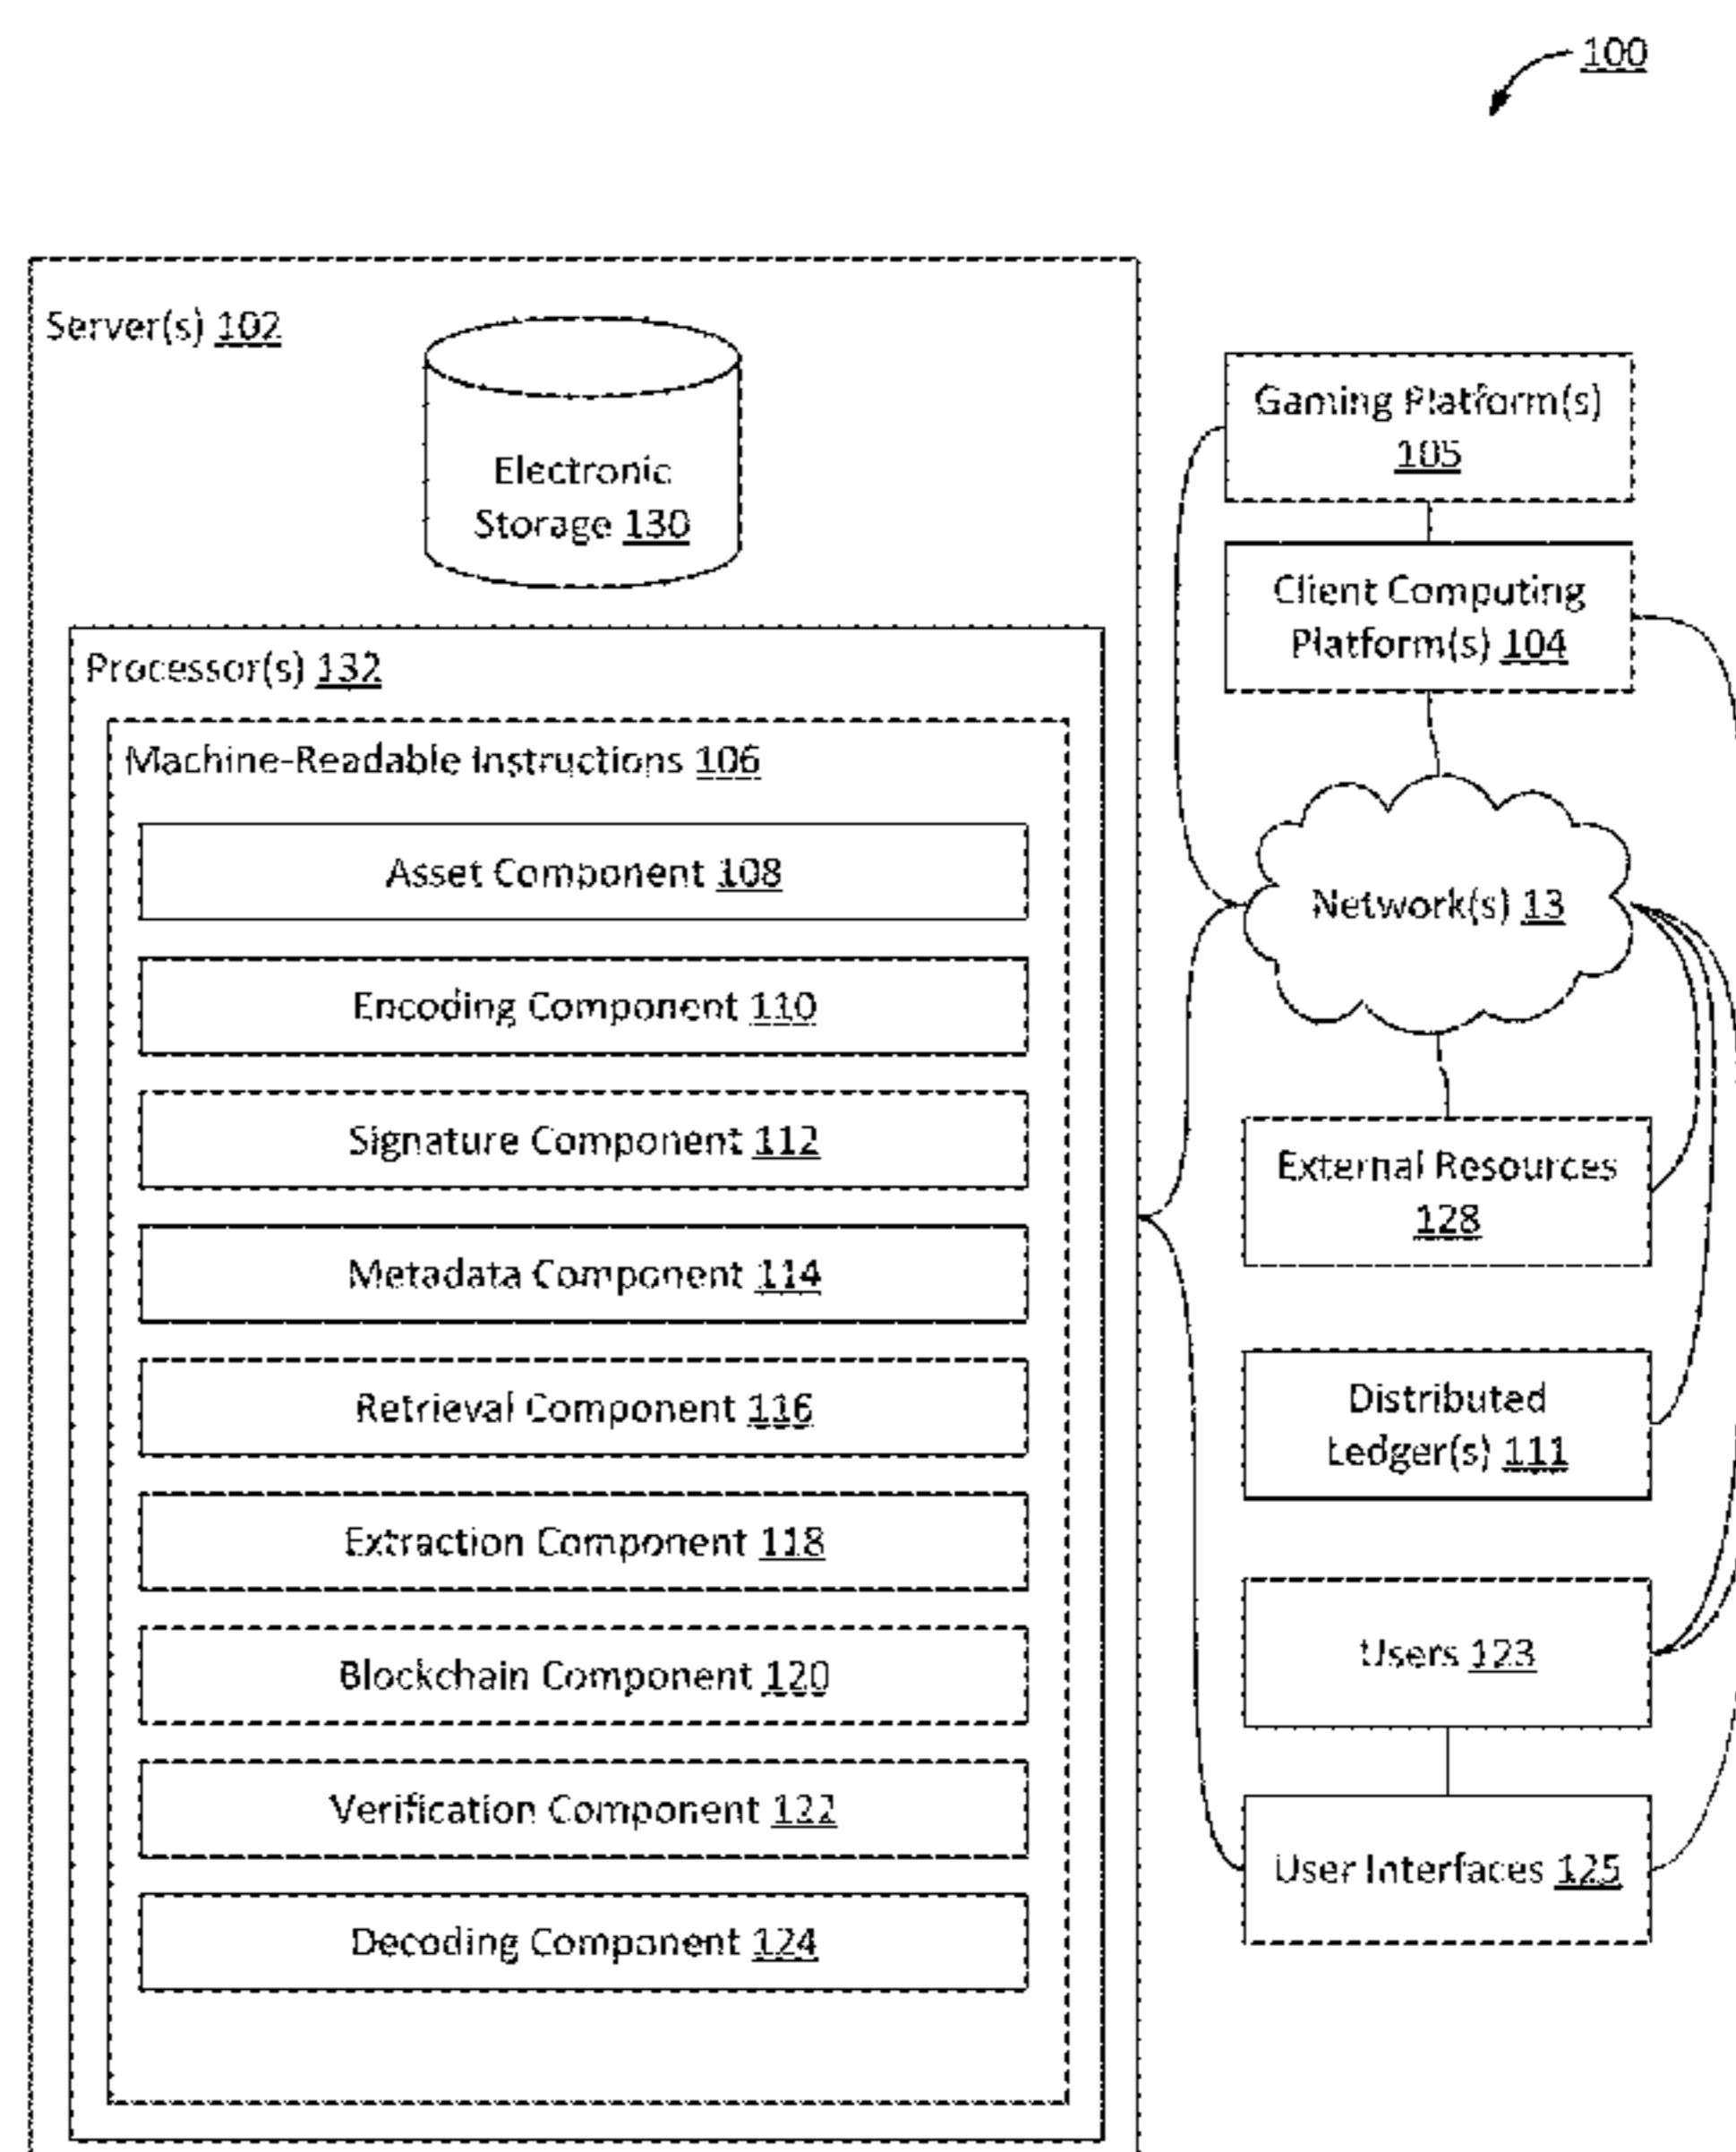 100
Server(s) 102
Electronic
Storage 130
Processor(s) 132
Machine-Readable Instructions 106
Asset Component 108
Encoding Component 110
Signature Component 112
Metadata Component 114
Retrieval Component 116
Extraction Component 118
Blockchain Component 120
Verification Component 122
Decoding Component 124
Gaming Platform(s)
105
Client Computing
Platform(s) 104
Network(s) 13
External Resources
128
Distributed
Ledger(s) 111
Users 123
User Interfaces 125